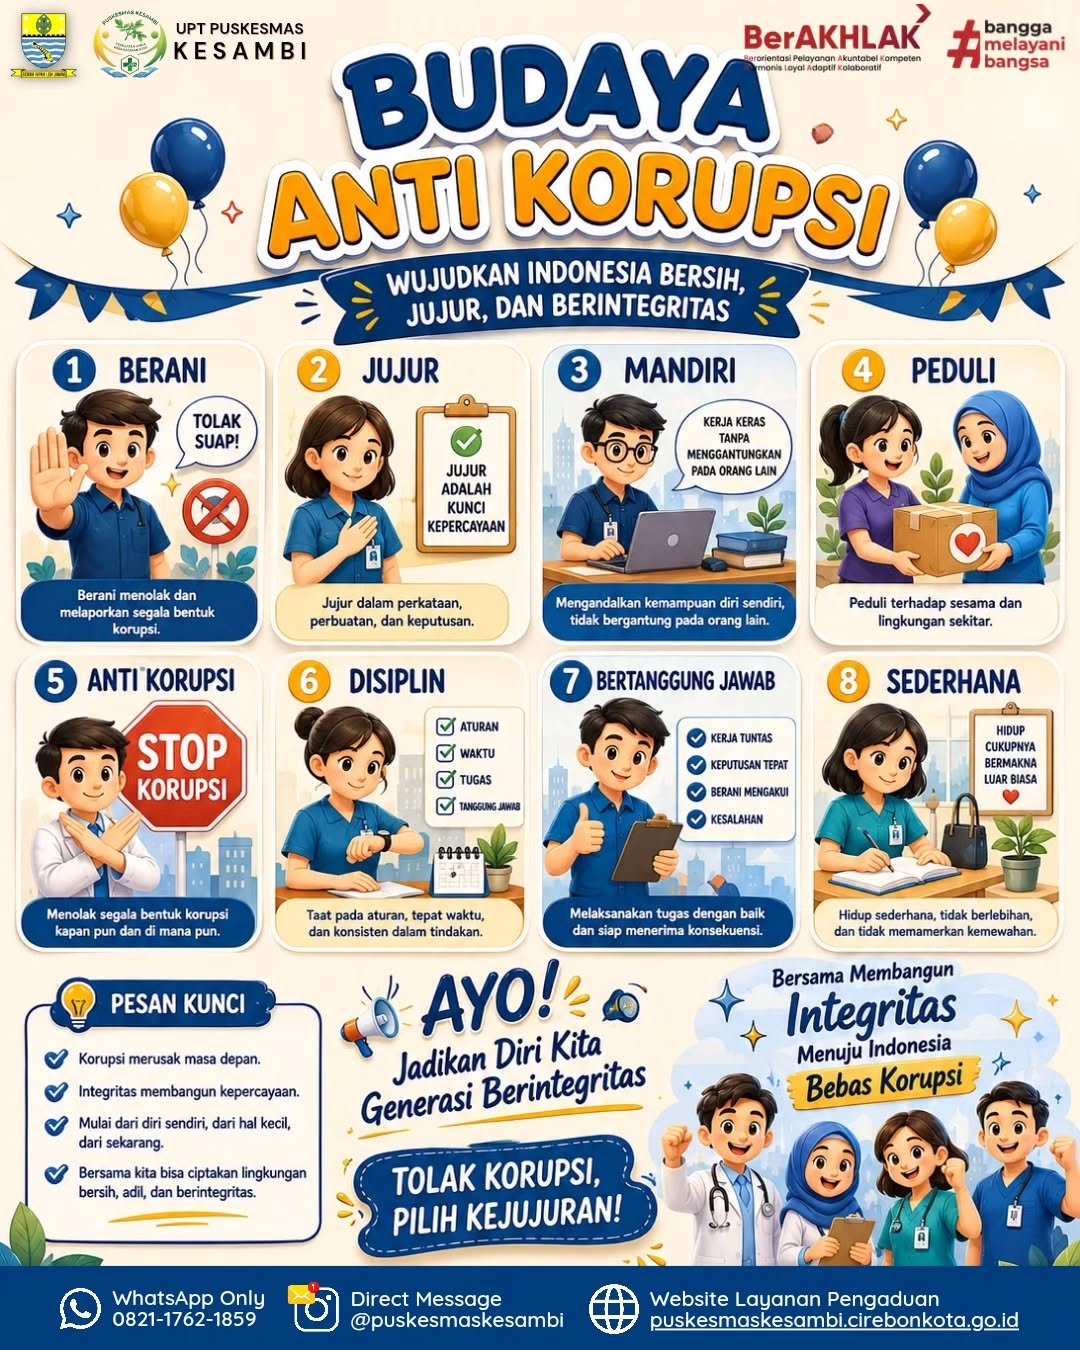 UPT PUSKESMAS
KESAMBI
BerAKHLAK
Berorientasi Pelayanan Akuntabel Kompeten
Harmonis Loyal Adaptif Kolaboratif
#bangga
melayani
bangsa
BUDAYA
ANTI KORUPSI
WUJUDKAN INDONESIA BERSIH,
JUJUR, DAN BERINTEGRITAS
1 BERANI
TOLAK
SUAP!
Berani menolak dan
melaporkan segala bentuk
korupsi.
2 JUJUR
JUJUR
ADALAH
KUNCI
KEPERCAYAAN
Jujur dalam perkataan,
perbuatan, dan keputusan.
3 MANDIRI
KERJA KERAS
TANPA
MENGGANTUNGKAN
PADA ORANG LAIN
Mengandalkan kemampuan diri sendiri,
tidak bergantung pada orang lain.
4 PEDULI
Peduli terhadap sesama dan
lingkungan sekitar.
5 ANTI KORUPSI
STOP
KORUPSI
Menolak segala bentuk korupsi
kapan pun dan di mana pun.
6 DISIPLIN
ATURAN
WAKTU
TUGAS
TANGGUNG JAWAB
Taat pada aturan, tepat waktu,
dan konsisten dalam tindakan.
7 BERTANGGUNG JAWAB
KERJA TUNTAS
KEPUTUSAN TEPAT
BERANI MENGAKUI
KESALAHAN
Melaksanakan tugas dengan baik
dan siap menerima konsekuensi.
8 SEDERHANA
HIDUP
CUKUPNYA
BERMAKNA
LUAR BIASA
Hidup sederhana, tidak berlebihan,
dan tidak memamerkan kemewahan.
PESAN KUNCI
Korupsi merusak masa depan.
Integritas membangun kepercayaan.
Mulai dari diri sendiri, dari hal kecil,
dari sekarang.
Bersama kita bisa ciptakan lingkungan
bersih, adil, dan berintegritas.
AYO!
Jadikan Diri Kita
Generasi Berintegritas
TOLAK KORUPSI,
PILIH KEJUJURAN!
Bersama Membangun
Integritas
Menuju Indonesia
Bebas Korupsi
WhatsApp Only
0821-1762-1859
Direct Message
@puskesmaskesambi
Website Layanan Pengaduan
puskesmaskesambi.cirebonkota.go.id